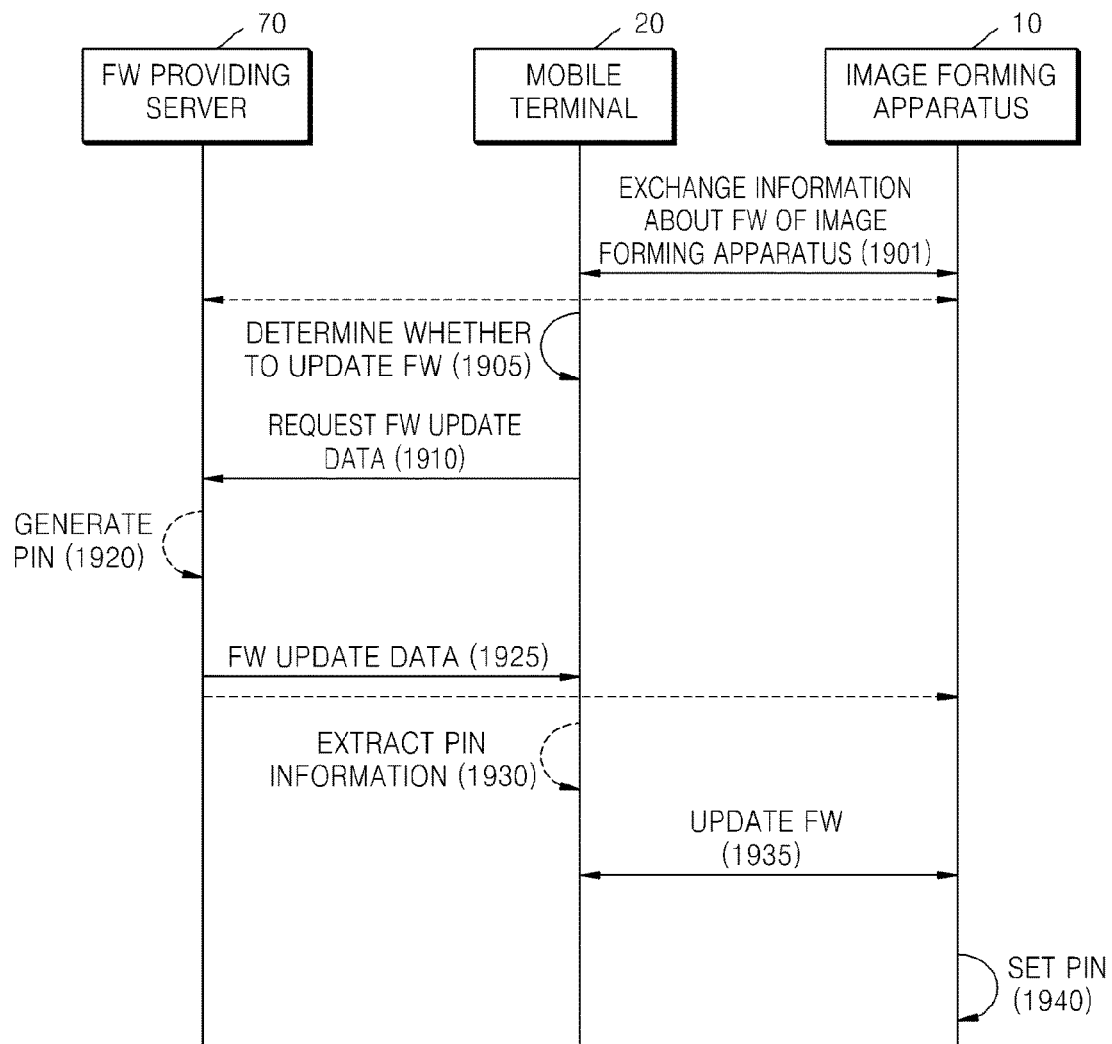 70
20
10
FW PROVIDING
SERVER
MOBILE
TERMINAL
IMAGE FORMING
APPARATUS
EXCHANGE INFORMATION
ABOUT FW OF IMAGE
FORMING APPARATUS (1901)
DETERMINE WHETHER
TO UPDATE FW (1905)
REQUEST FW UPDATE
DATA (1910)
GENERATE
PIN (1920)
FW UPDATE DATA (1925)
EXTRACT PIN
INFORMATION (1930)
UPDATE FW
(1935)
SET PIN
(1940)